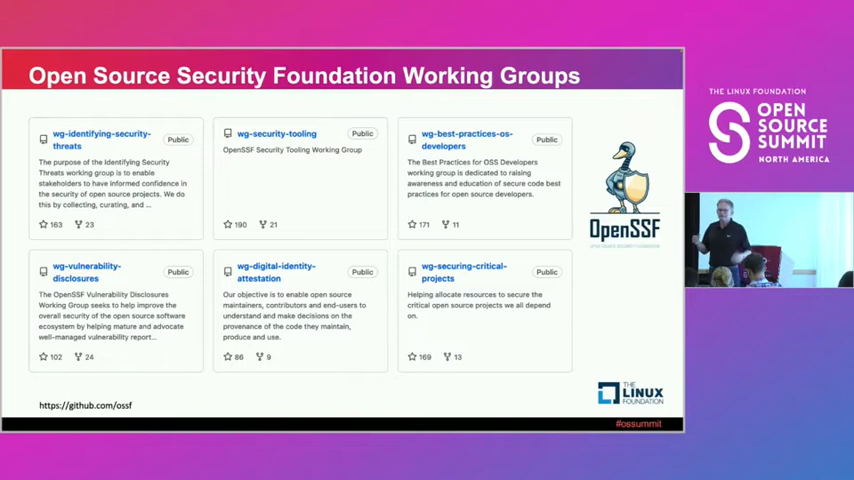 Open Source Security Foundation Working Groups
wg-identifying-security-
threats
Public
The purpose of the Identifying Security
Threats working group is to enable
stakeholders to have informed confidence in
the security of open source projects. We do
this by collecting, curating, and ...
163 23
wg-security-tooling
Public
OpenSSF Security Tooling Working Group
190 21
wg-best-practices-os-
developers
Public
The Best Practices for OSS Developers
working group is dedicated to raising
awareness and education of secure code best
practices for open source developers.
171 11
wg-vulnerability-
disclosures
Public
The OpenSSF Vulnerability Disclosures
Working Group seeks to help improve the
overall security of the open source software
ecosystem by helping mature and advocate
well-managed vulnerability report...
102 24
wg-digital-identity-
attestation
Public
Our objective is to enable open source
maintainers, contributors and end-users to
understand and make decisions on the
provenance of the code they maintain,
produce and use.
86 9
wg-securing-critical-
projects
Public
Helping allocate resources to secure the
critical open source projects we all depend
on.
169 13
OpenSSF
OPEN SOURCE SECURITY FOUNDATION
https://github.com/ossf
THE
LINUX
FOUNDATION
#ossummit
THE LINUX FOUNDATION
OPEN
SOURCE
SUMMIT
NORTH AMERICA